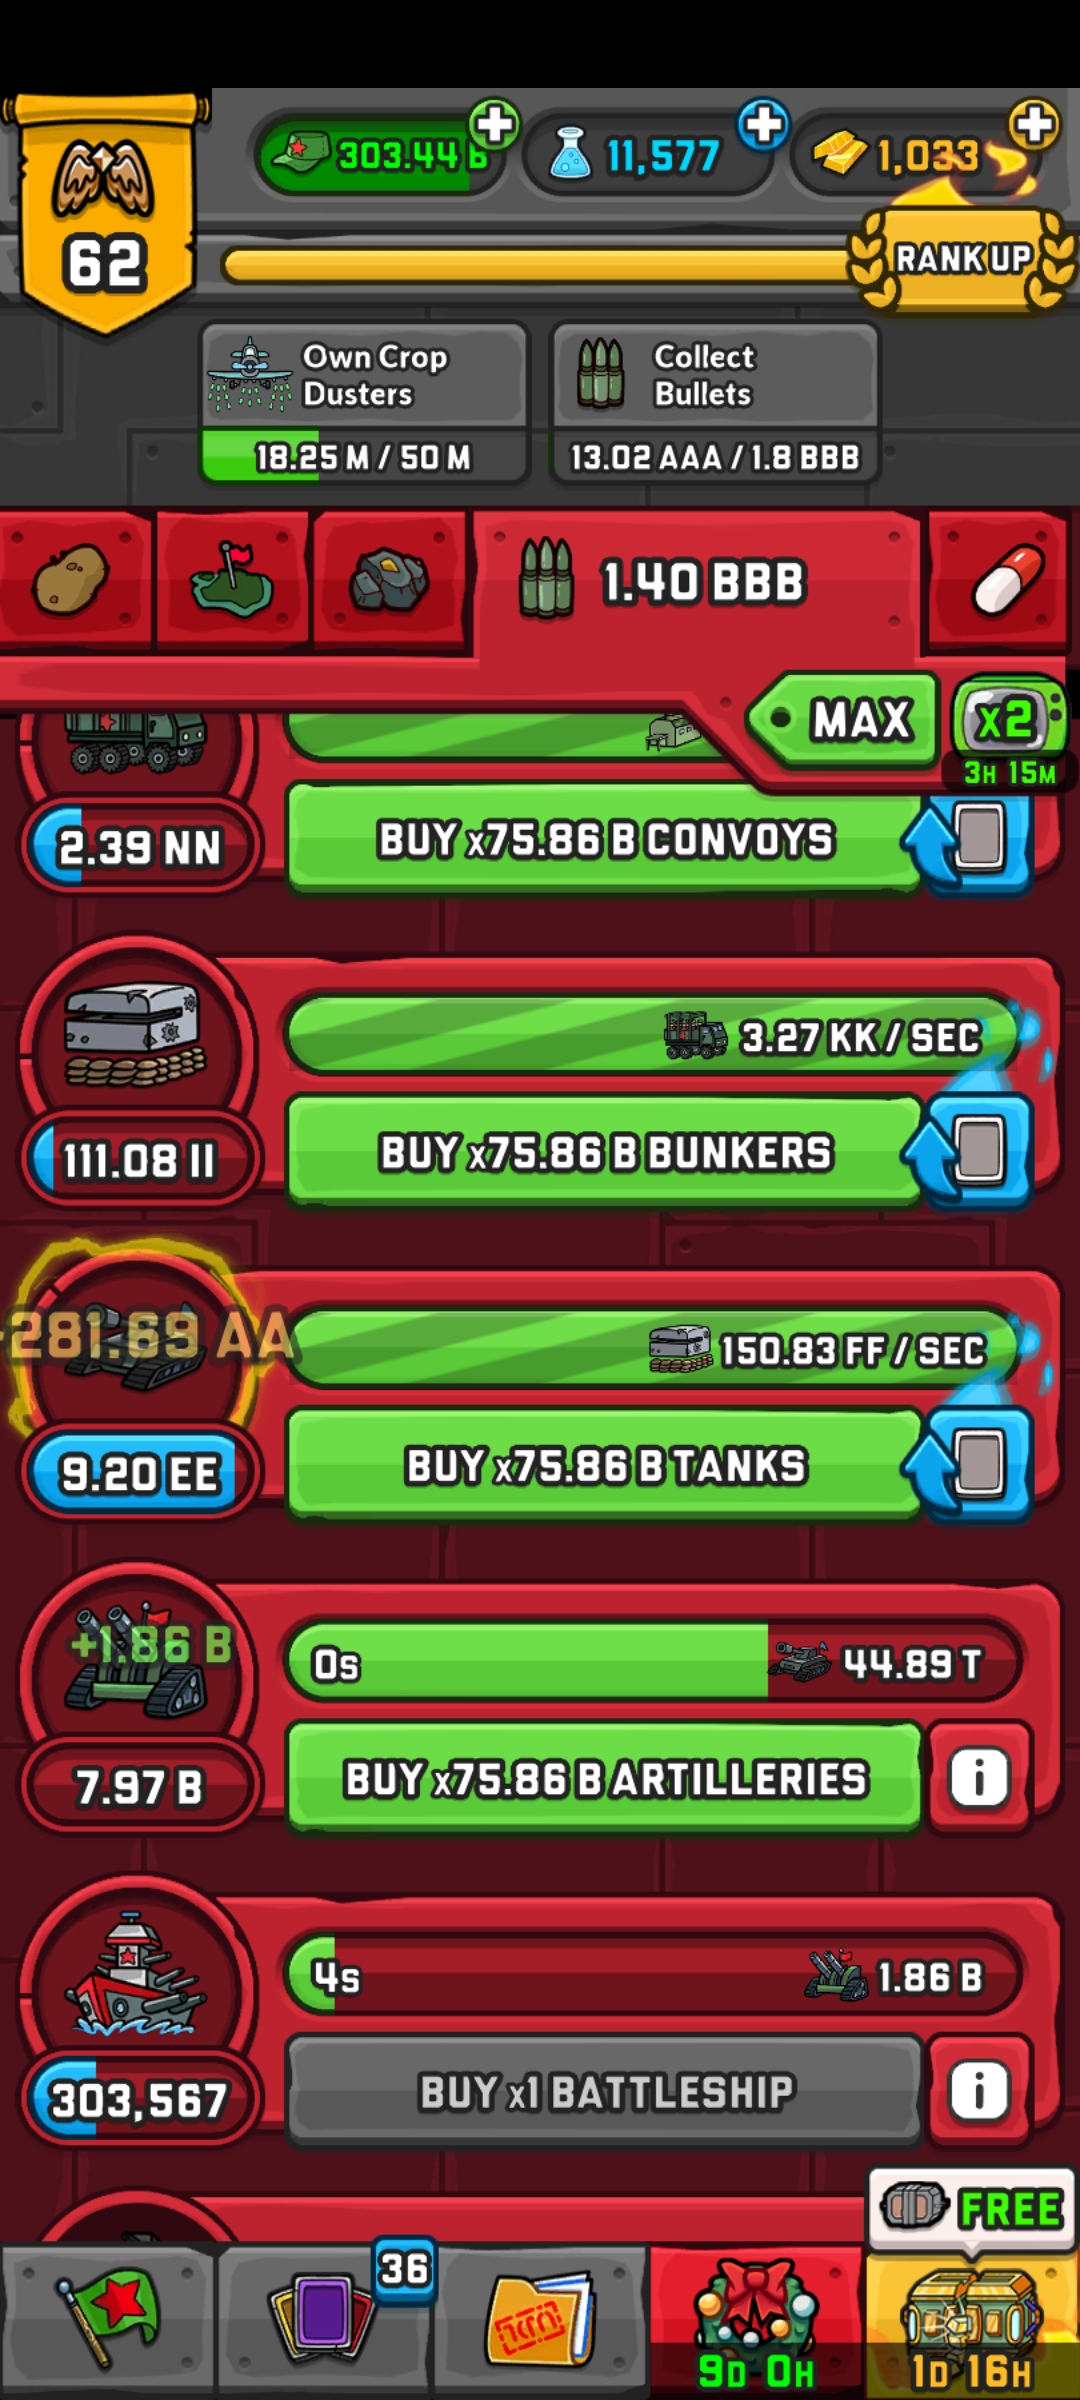 303.44 B
11,577
1,033
62
RANK UP
Own Crop
Dusters
18.25 M / 50 M
Collect
Bullets
13.02 AAA / 1.8 BBB
1.40 BBB
MAX
x2
3H 15M
2.39 NN
BUY x75.86 B CONVOYS
3.27 KK / SEC
111.08 II
BUY x75.86 B BUNKERS
281.69 AA
150.83 FF / SEC
9.20 EE
BUY x75.86 B TANKS
+1.86 B
0s
44.89 T
7.97 B
BUY x75.86 B ARTILLERIES
i
4s
1.86 B
303,567
BUY x1 BATTLESHIP
i
FREE
36
9D 0H
1D 16H